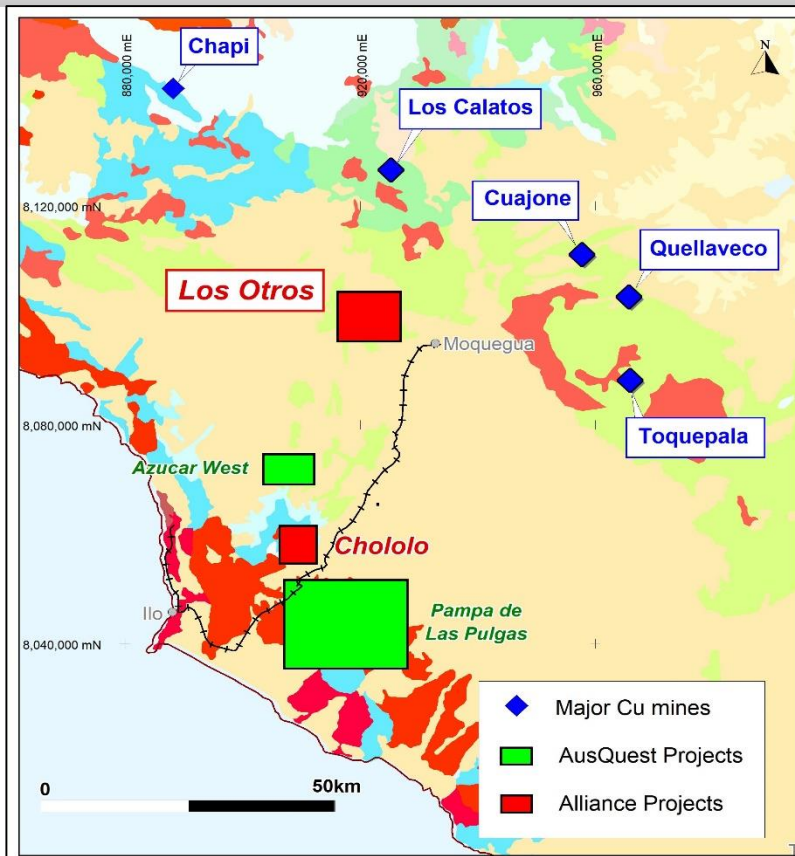 Chapi
880,000 mE
920,000 mE
960,000 mE
N
Los Calatos
Cuajone
8,120,000 mN
Quellaveco
Los Otros
Moquegua
8,080,000 mN
Toquepala
Azucar West
Chololo
Ilo
Pampa de
Las Pulgas
8,040,000 mN
Major Cu mines
AusQuest Projects
Alliance Projects
0
50km